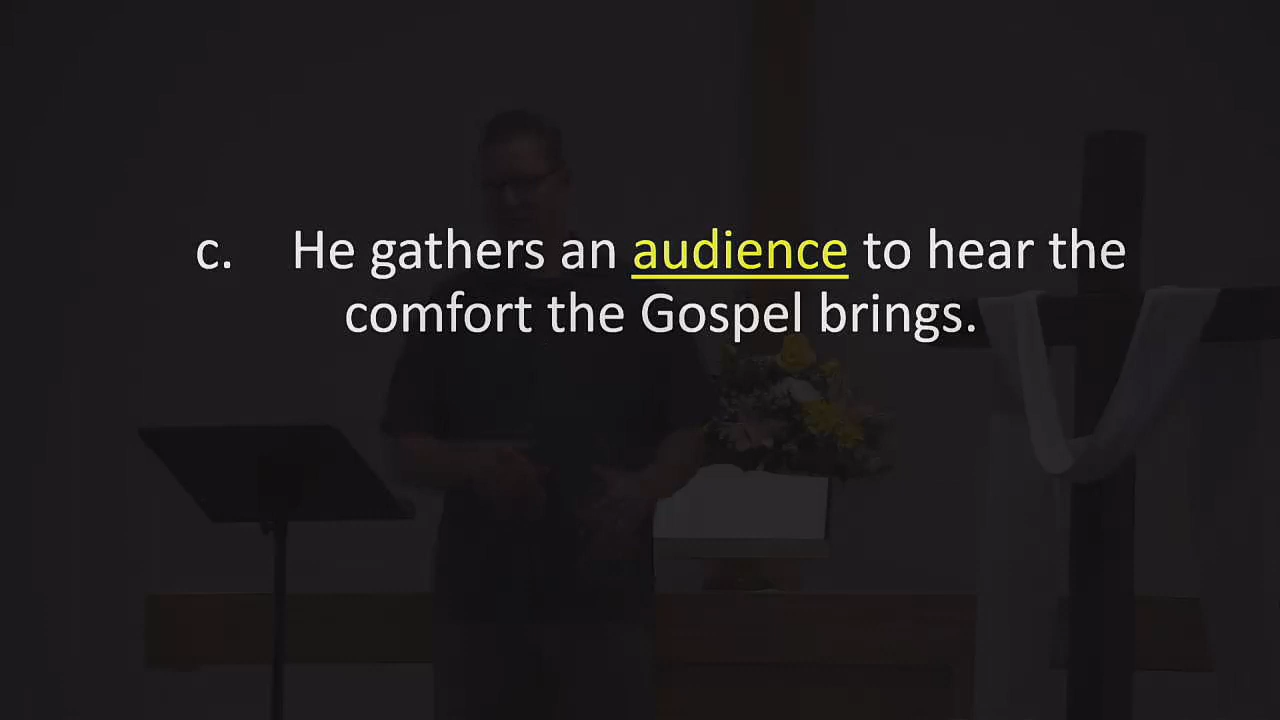 c. He gathers an audience to hear the
comfort the Gospel brings.